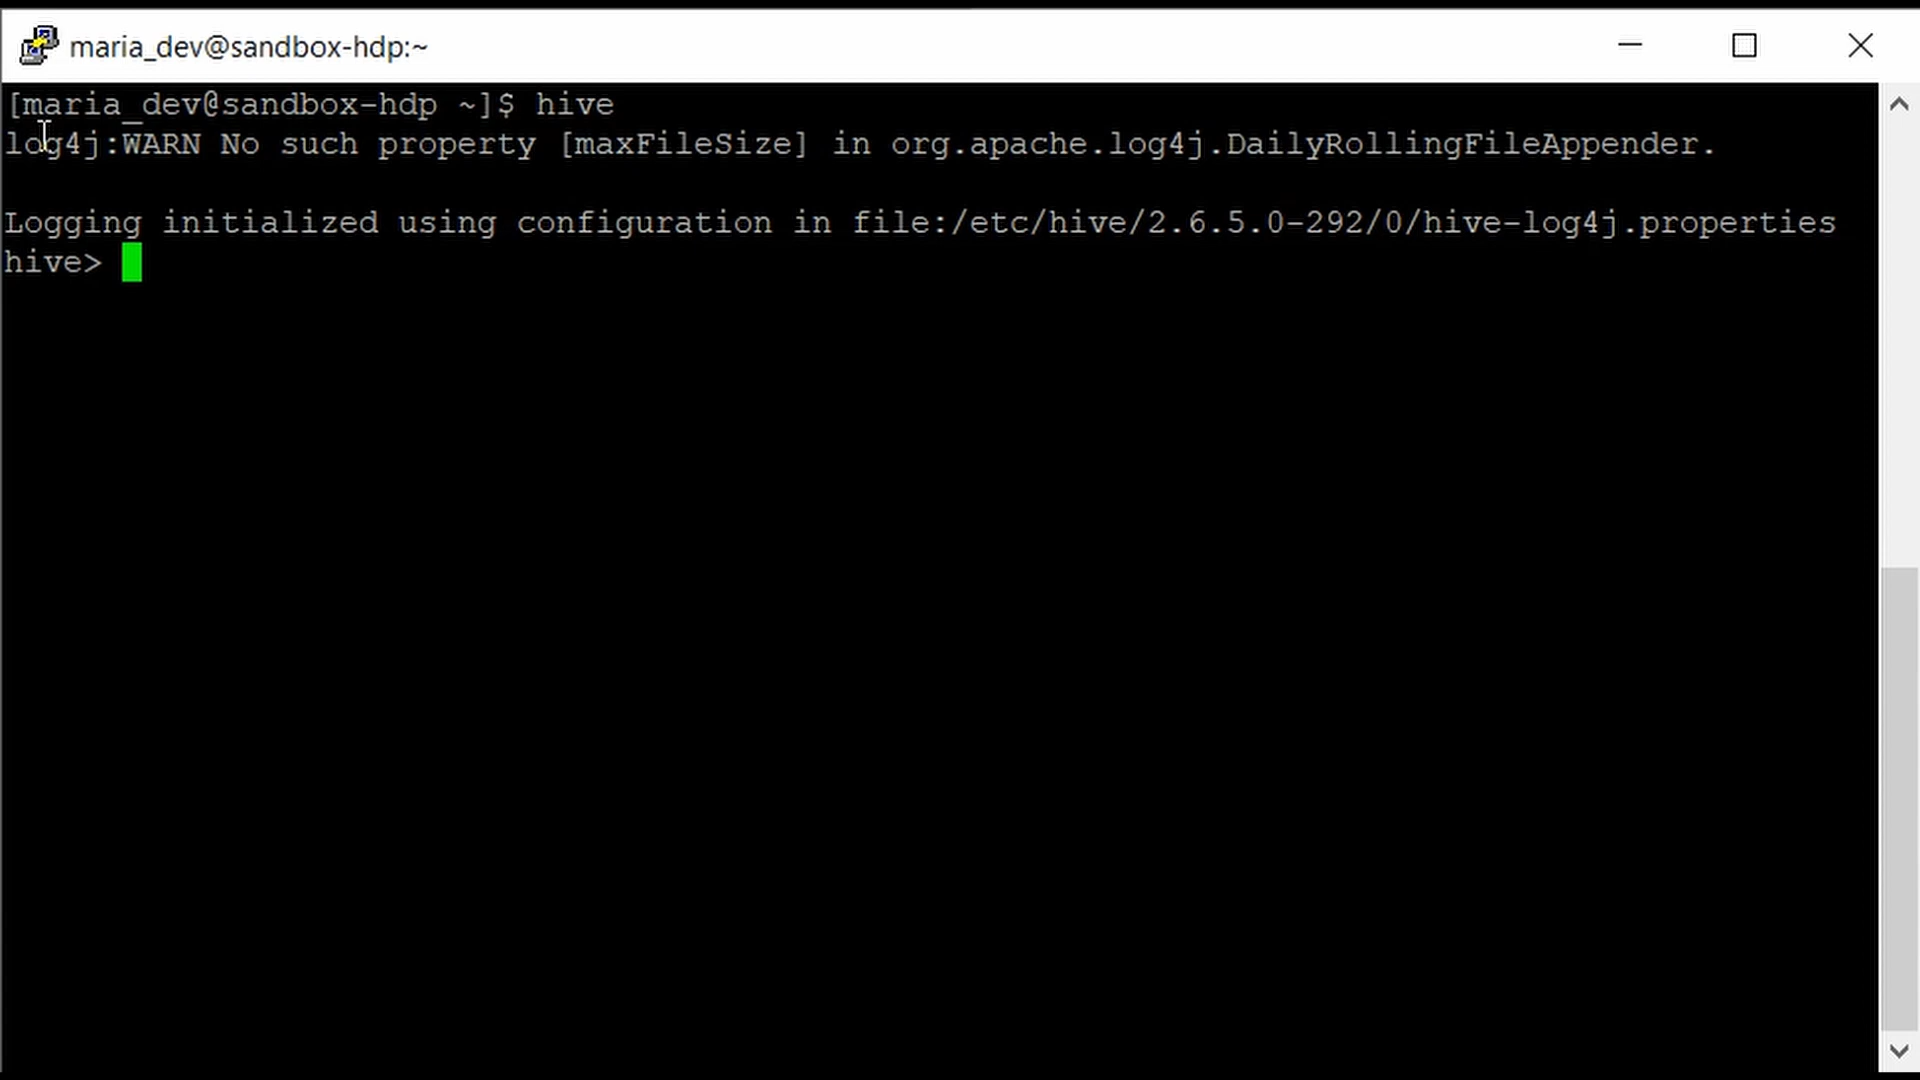 maria_dev@sandbox-hdp:~
[maria_dev@sandbox-hdp ~]$ hive
log4j:WARN No such property [maxFileSize] in org.apache.log4j.DailyRollingFileAppender.
Logging initialized using configuration in file:/etc/hive/2.6.5.0-292/0/hive-log4j.properties
hive>